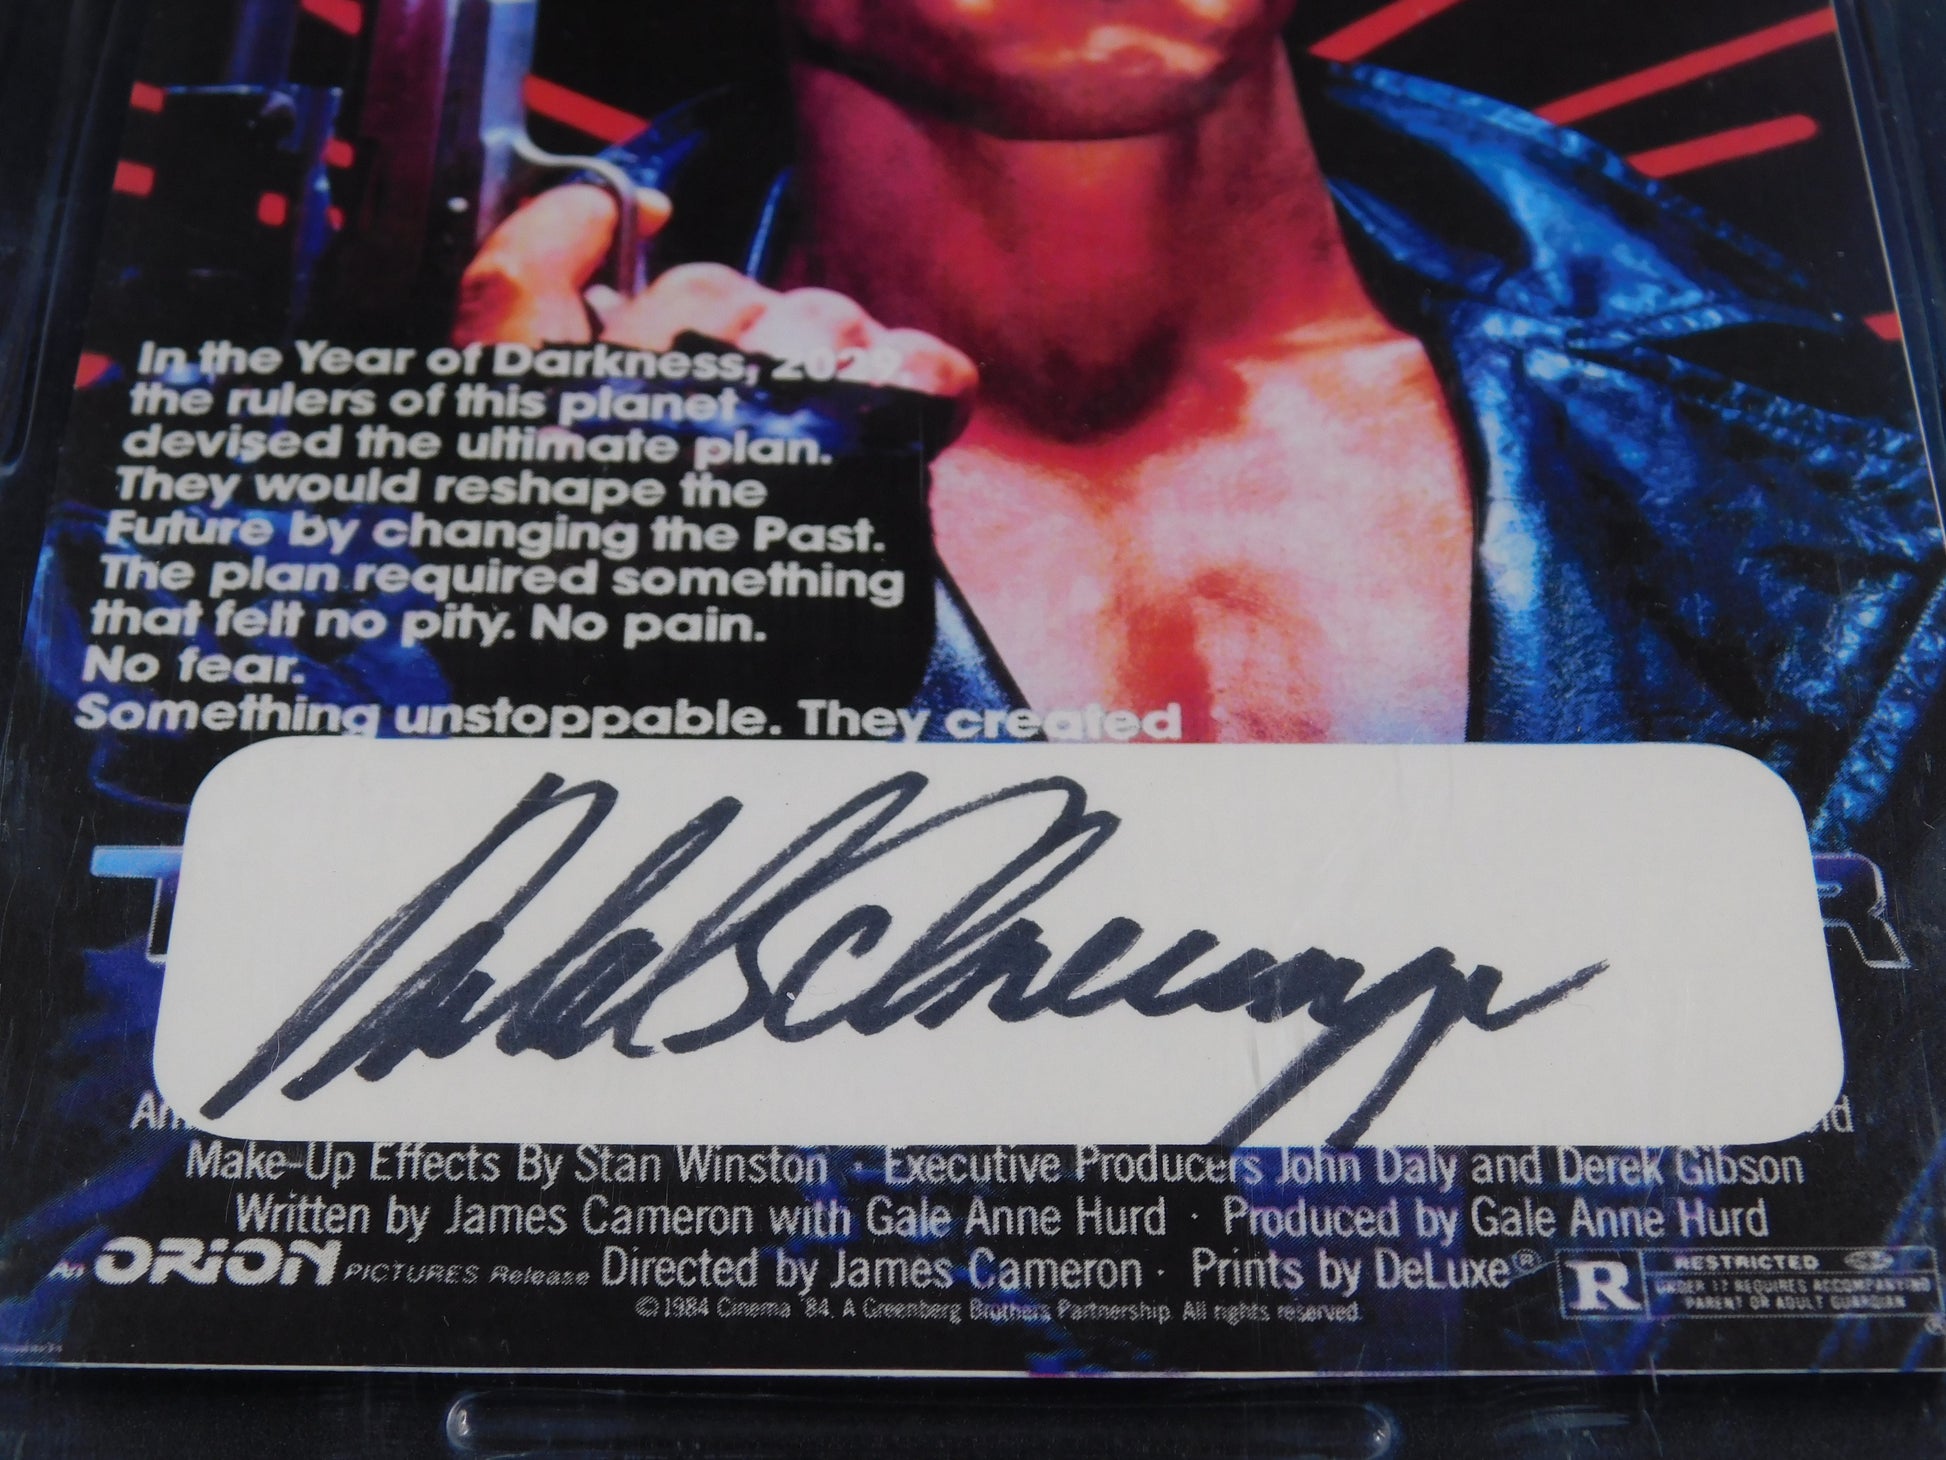 In the Year of Darkness, 2029
the rulers of this planet
devised the ultimate plan.
They would reshape the
Future by changing the Past.
The plan required something
that felt no pity. No pain.
No fear.
Something unstoppable. They created
T R
Make-Up Effects By Stan Winston · Executive Producers John Daly and Derek Gibson
Written by James Cameron with Gale Anne Hurd · Produced by Gale Anne Hurd
An ORION PICTURES Release Directed by James Cameron · Prints by DeLuxe®
R RESTRICTED
UNDER 17 REQUIRES ACCOMPANYING
PARENT OR ADULT GUARDIAN
©1984 Cinema '84. A Greenberg Brothers Partnership. All rights reserved.